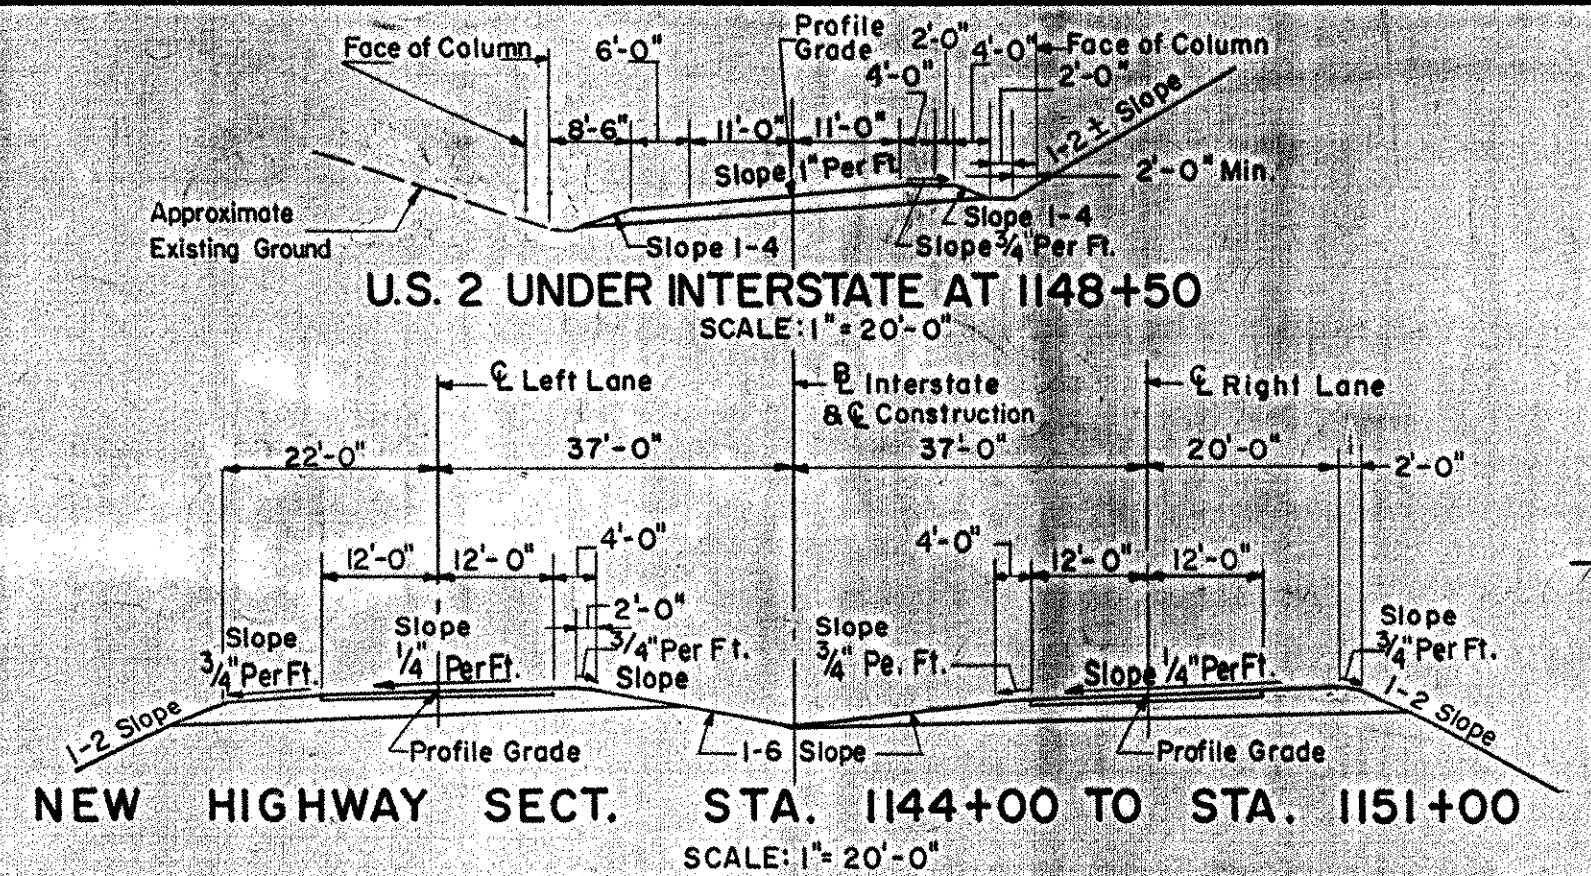 Face of Column
6'-0"
Profile
Grade
2'-0"
4'-0"
4'-0"
Face of Column
2'-0"
8'-6"
11'-0"
11'-0"
1-2 ± Slope
Slope 1" Per Ft
2'-0" Min.
Approximate
Existing Ground
Slope 1-4
Slope 1-4
Slope 3/4" Per Ft.
U.S. 2 UNDER INTERSTATE AT 1148+50
SCALE: 1" = 20'-0"
℄ Left Lane
BL Interstate
& ℄ Construction
℄ Right Lane
22'-0"
37'-0"
37'-0"
20'-0"
2'-0"
12'-0"
12'-0"
4'-0"
4'-0"
12'-0"
12'-0"
2'-0"
Slope
3/4" Per Ft.
Slope
1/4" Per Ft.
3/4" Per Ft.
Slope
Slope
3/4" Pe. Ft.
Slope 1/4" Per Ft.
Slope
3/4" Per Ft.
1-2 Slope
1-2 Slope
Profile Grade
1-6 Slope
Profile Grade
NEW HIGHWAY SECT. STA. 1144+00 TO STA. 1151+00
SCALE: 1" = 20'-0"